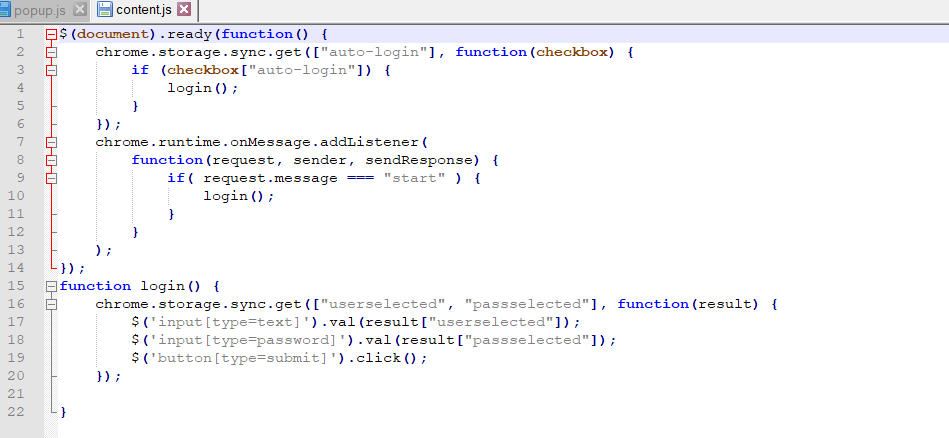 popup.js content.js
1 $(document).ready(function() {
2     chrome.storage.sync.get(["auto-login"], function(checkbox) {
3         if (checkbox["auto-login"]) {
4             login();
5         }
6     });
7     chrome.runtime.onMessage.addListener(
8         function(request, sender, sendResponse) {
9             if( request.message === "start" ) {
10                 login();
11             }
12         }
13     );
14 });
15 function login() {
16     chrome.storage.sync.get(["userselected", "passselected"], function(result) {
17         $('input[type=text]').val(result["userselected"]);
18         $('input[type=password]').val(result["passselected"]);
19         $('button[type=submit]').click();
20     });
21
22 }